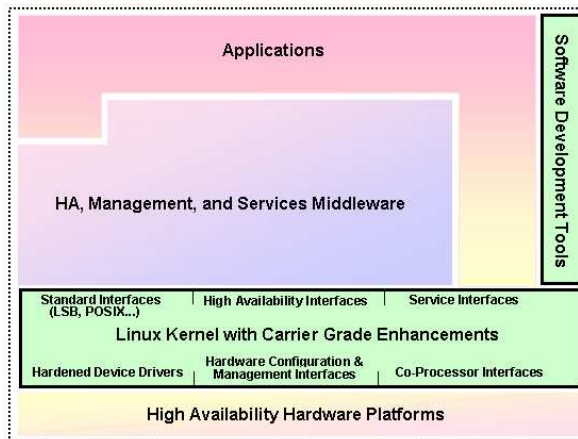 Applications
Software Development Tools
HA, Management, and Services Middleware
Standard Interfaces
(LSB, POSIX...)
High Availability Interfaces
Service Interfaces
Linux Kernel with Carrier Grade Enhancements
Hardened Device Drivers
Hardware Configuration &
Management Interfaces
Co-Processor Interfaces
High Availability Hardware Platforms